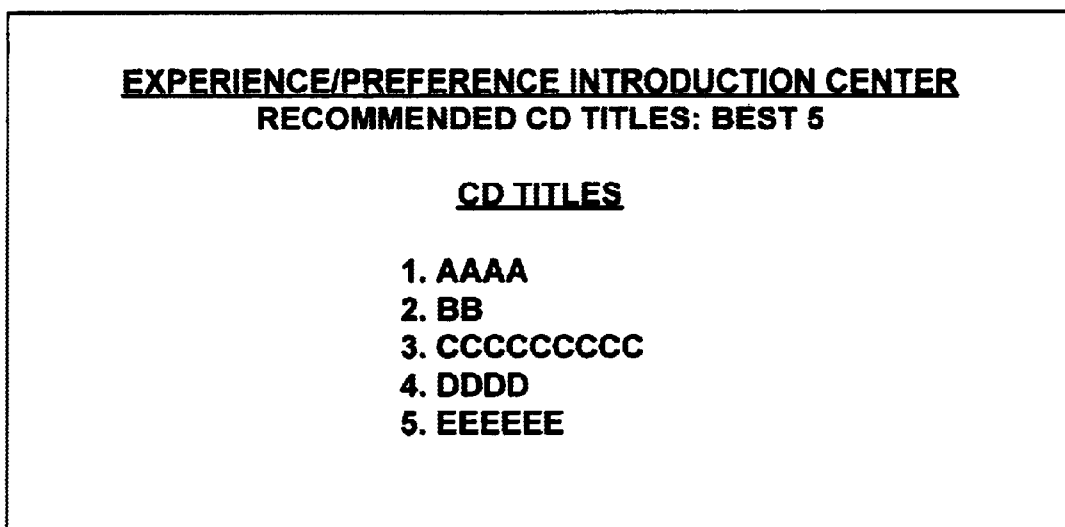 EXPERIENCE/PREFERENCE INTRODUCTION CENTER
RECOMMENDED CD TITLES: BEST 5
CD TITLES
1. AAAA
2. BB
3. CCCCCCCCC
4. DDDD
5. EEEEEE